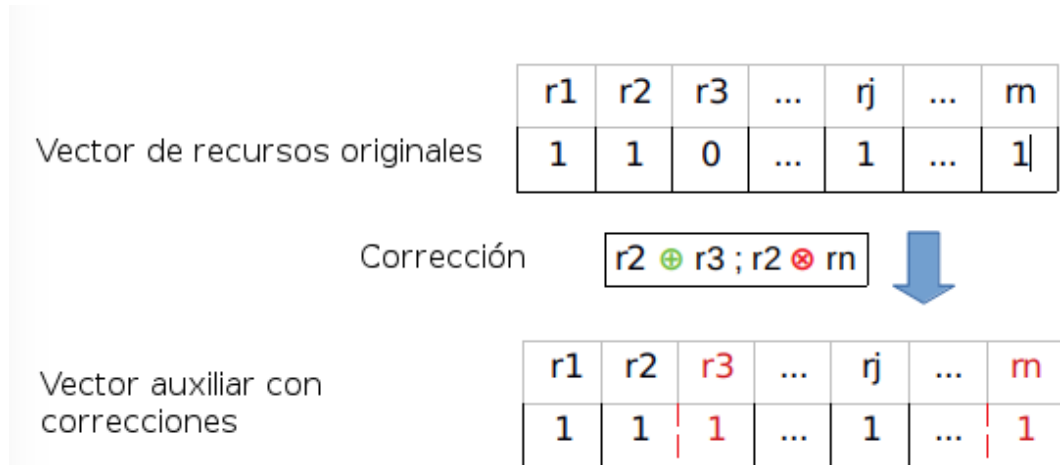 r1 r2 r3 ... rj ... rn
Vector de recursos originales 1 1 0 ... 1 ... 1
Corrección r2 ⊕ r3 ; r2 ⊗ rn
r1 r2 r3 ... rj ... rn
Vector auxiliar con
correcciones 1 1 1 ... 1 ... 1